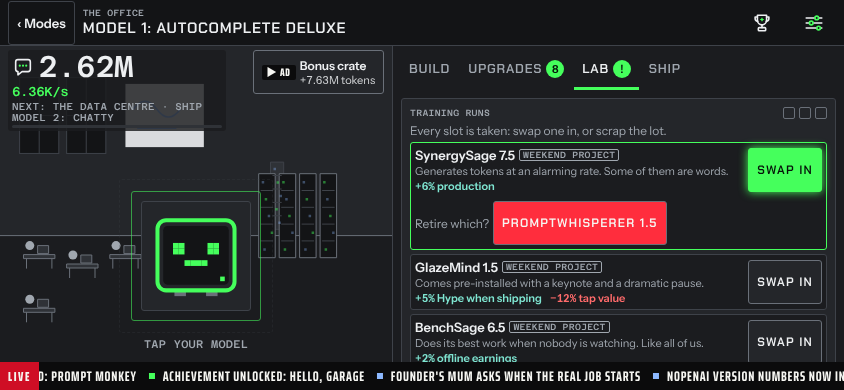 ‹ Modes
THE OFFICE
MODEL 1: AUTOCOMPLETE DELUXE
2.62M
6.36K/s
NEXT: THE DATA CENTRE · SHIP
MODEL 2: CHATTY
AD
Bonus crate
+7.63M tokens
TAP YOUR MODEL
BUILD
UPGRADES 8
LAB !
SHIP
TRAINING RUNS
Every slot is taken: swap one in, or scrap the lot.
SynergySage 7.5 WEEKEND PROJECT
Generates tokens at an alarming rate. Some of them are words.
+6% production
SWAP IN
Retire which? PROMPTWHISPERER 1.5
GlazeMind 1.5 WEEKEND PROJECT
Comes pre-installed with a keynote and a dramatic pause.
+5% Hype when shipping −12% tap value
SWAP IN
BenchSage 6.5 WEEKEND PROJECT
Does its best work when nobody is watching. Like all of us.
+2% offline earnings
SWAP IN
LIVE D: PROMPT MONKEY ACHIEVEMENT UNLOCKED: HELLO, GARAGE FOUNDER'S MUM ASKS WHEN THE REAL JOB STARTS NOPENAI VERSION NUMBERS NOW IN